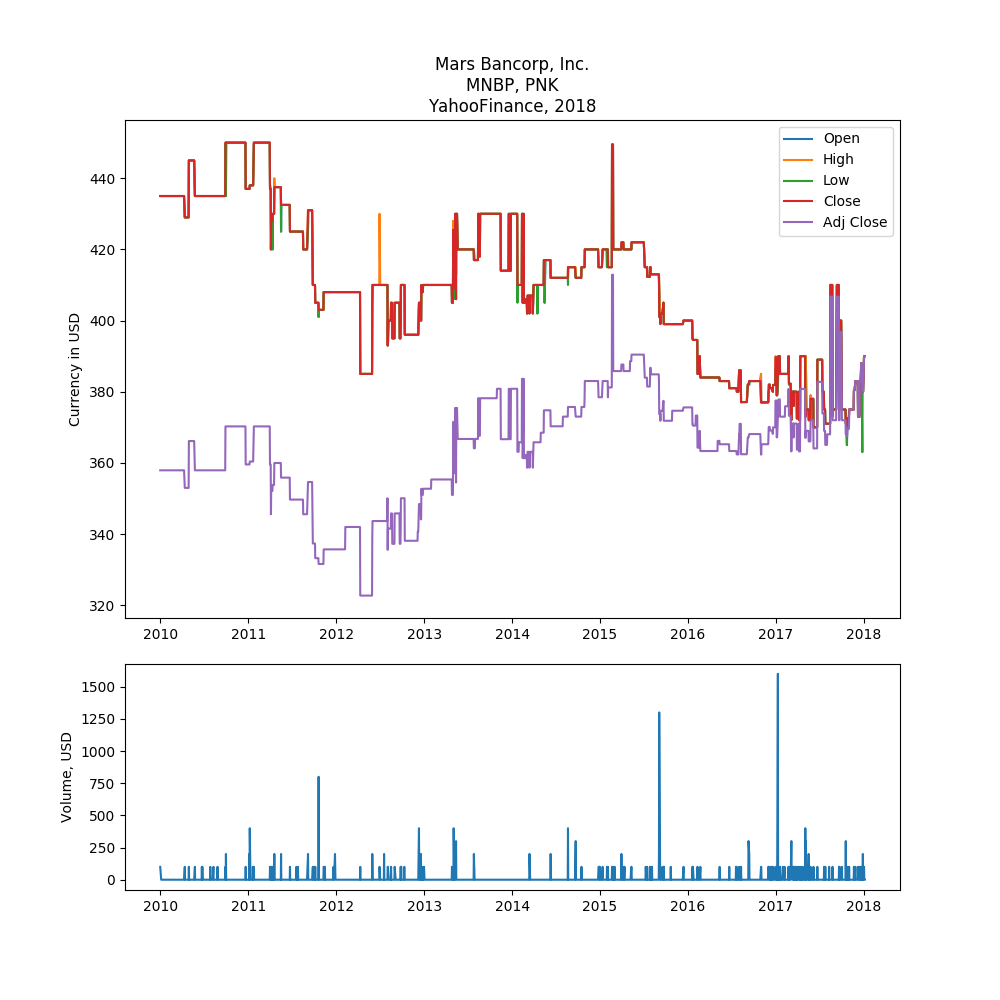 Mars Bancorp, Inc.
MNBP, PNK
YahooFinance, 2018
Open
High
Low
Close
Adj Close
Currency in USD
440
420
400
380
360
340
320
2010 2011 2012 2013 2014 2015 2016 2017 2018
Volume, USD
1500
1250
1000
750
500
250
0
2010 2011 2012 2013 2014 2015 2016 2017 2018